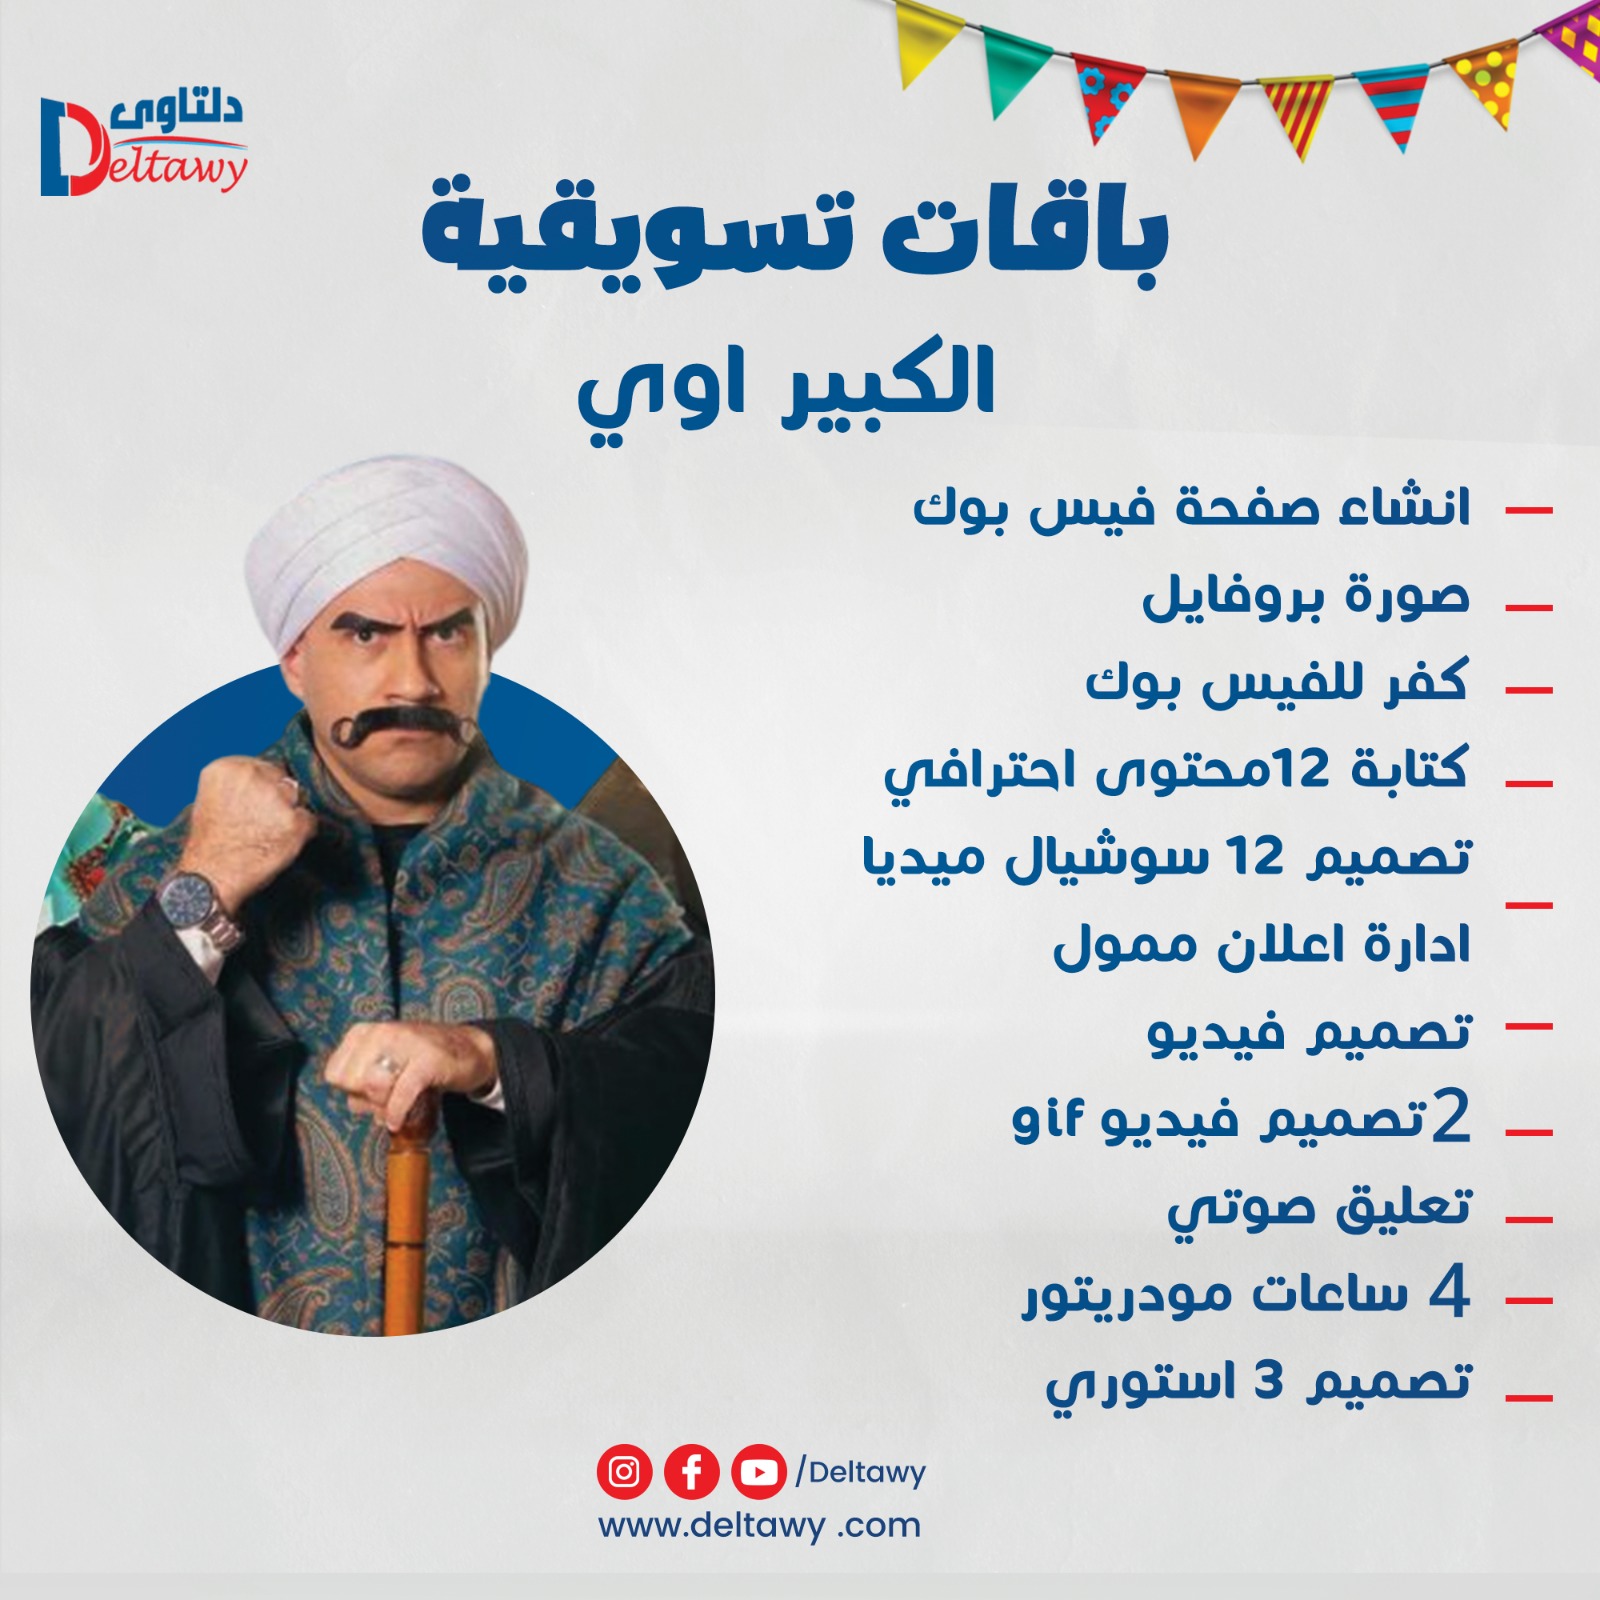 دلتاوى
Deltawy
باقات تسويقية
الكبير اوي
انشاء صفحة فيس بوك
صورة بروفايل
كفر للفيس بوك
كتابة 12محتوى احترافي
تصميم 12 سوشيال ميديا
ادارة اعلان ممول
تصميم فيديو
2تصميم فيديو gif
تعليق صوتي
4 ساعات مودريتور
تصميم 3 استوري
/Deltawy
www.deltawy .com